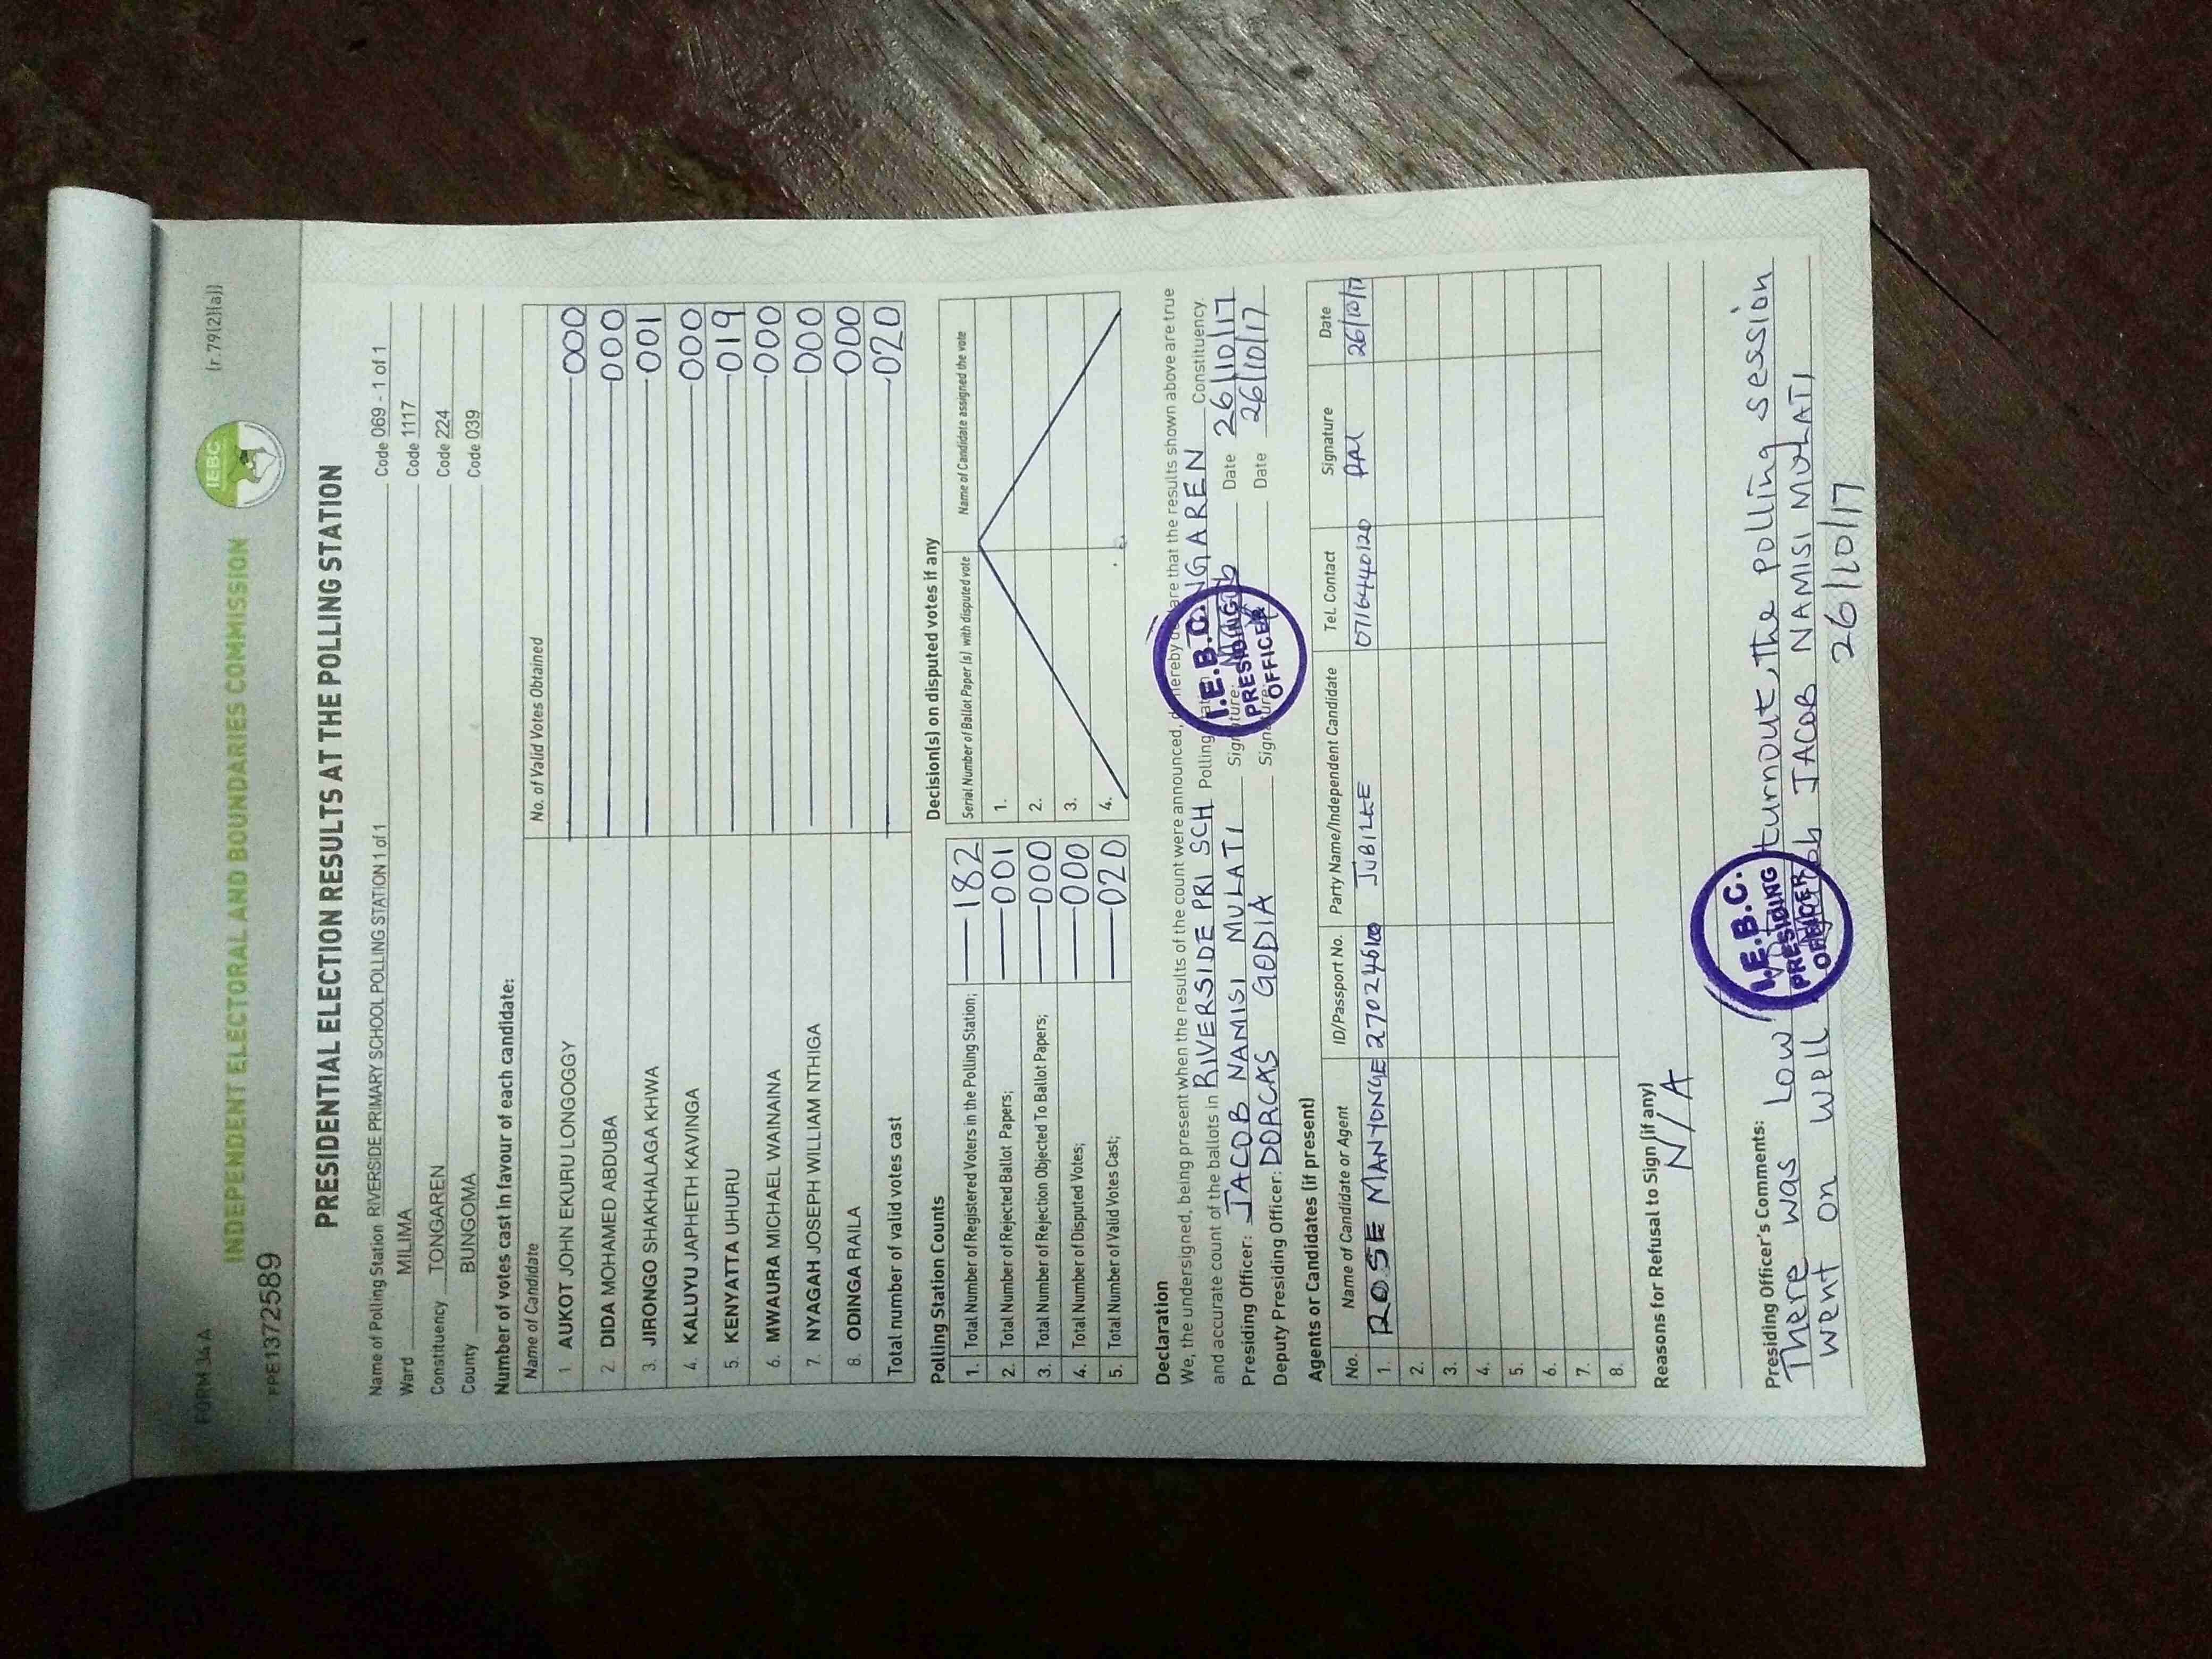 FORM 34A
(r.79(2)(a))
IEBC
INDEPENDENT ELECTORAL AND BOUNDARIES COMMISSION
PRESIDENTIAL ELECTION RESULTS AT THE POLLING STATION
Name of Polling Station RIVERSIDE PRIMARY SCHOOL POLLING STATION 1 of 1 Code 069 - 1 of 1
Ward MILIMA Code 1117
Constituency TONGAREN Code 224
County BUNGOMA Code 039
Number of votes cast in favour of each candidate:
Name of Candidate No. of Valid Votes Obtained
1 AUKOT JOHN EKURU LONGOGGY 000
2. DIDA MOHAMED ABDUBA 000
3. JIRONGO SHAKHALAGA KHWA 001
4. KALUYU JAPHETH KAVINGA 000
5. KENYATTA UHURU 019
6. MWAURA MICHAEL WAINAINA 000
7. NYAGAH JOSEPH WILLIAM NTHIGA 000
8. ODINGA RAILA 000
Total number of valid votes cast 020
Polling Station Counts
1. Total Number of Registered Voters in the Polling Station; 182
2. Total Number of Rejected Ballot Papers; 001
3. Total Number of Rejection Objected To Ballot Papers; 000
4. Total Number of Disputed Votes; 000
5. Total Number of Valid Votes Cast; 020
Decision(s) on disputed votes if any
Serial Number of Ballot Paper(s) with disputed vote Name of Candidate assigned the vote
1.
2.
3.
4.
Declaration
We, the undersigned, being present when the results of the count were announced, do hereby declare that the results shown above are true
and accurate count of the ballots in RIVERSIDE PRI SCH Polling TONGAREN Constituency.
Presiding Officer: JACOB NAMISI MULATI Signature: Date 26/10/17
Deputy Presiding Officer: DORCAS GODIA Signature: Date 26/10/17
I.E.B.C.
PRESIDING
OFFICER
Agents or Candidates (if present)
No. Name of Candidate or Agent ID/Passport No. Party Name/Independent Candidate Tel. Contact Signature Date
1. ROSE MANYONGE JUBILEE 0716440120 26/10/17
2.
3.
4.
5.
6.
7.
8.
Reasons for Refusal to Sign (if any)
N/A
Presiding Officer's Comments:
There was Low turnout, the polling session
went on well JACOB NAMISI MULATI
26/10/17
I.E.B.C.
PRESIDING
OFFICER